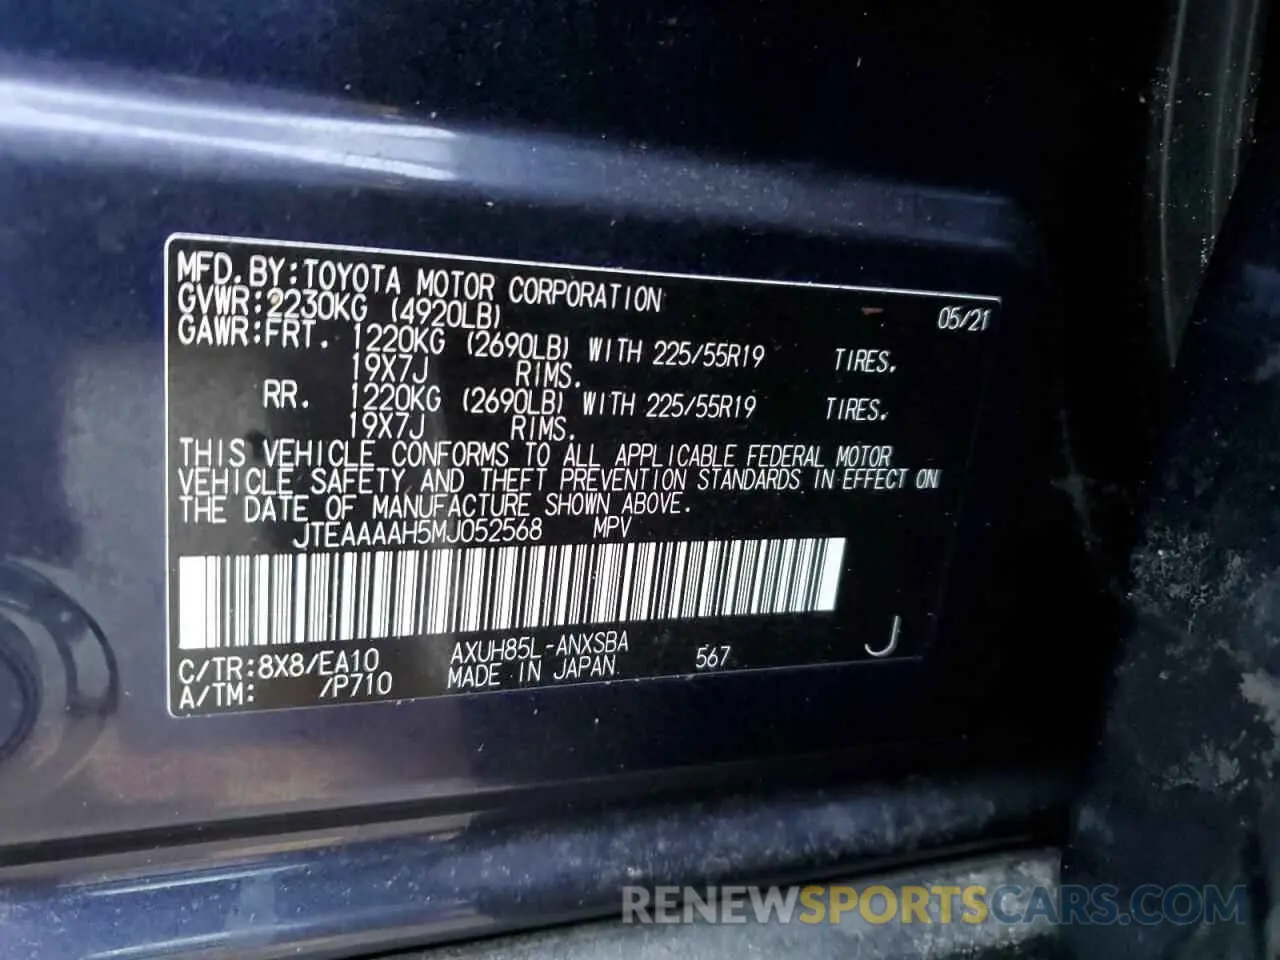 MFD. BY:TOYOTA MOTOR CORPORATION 05/21
GVWR:2230KG (4920LB)
GAWR:FRT. 1220KG (2690LB) WITH 225/55R19 TIRES.
19X7J RIMS.
RR. 1220KG (2690LB) WITH 225/55R19 TIRES.
19X7J RIMS.
THIS VEHICLE CONFORMS TO ALL APPLICABLE FEDERAL MOTOR
VEHICLE SAFETY AND THEFT PREVENTION STANDARDS IN EFFECT ON
THE DATE OF MANUFACTURE SHOWN ABOVE.
JTEAAAAH5MJ052568 MPV
C/TR:8X8/EA10 AXUH85L-ANXSBA 567 J
A/TM: /P710 MADE IN JAPAN
RENEWSPORTSCARS.COM